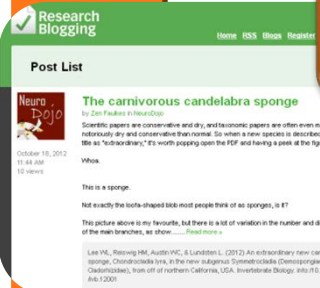 Research
Blogging
Home RSS Blogs Register
Post List
Neuro
Dojo
The carnivorous candelabra sponge
by Zen Faulkes in NeuroDojo
Scientific papers are conservative and dry, and taxonomic papers are often even m
notoriously dry and conservative than normal. So when a new species is described
title as "extraordinary," it's worth popping open the PDF and having a peek at the figu
October 18, 2012
11:44 AM
10 views
Whoa.
This is a sponge.
Not exactly the loofa-shaped blob most people think of as sponges, is it?
This picture above is my favourite, but there is a lot of variation in the number and di
of the main branches, as show........ Read more »
Lee WL, Reiswig HM, Austin WC, & Lundsten L. (2012) An extraordinary new car
sponge, Chondrocladia lyra, in the new subgenus Symmetrocladia (Demospongia
Cladorhizidae), from off of northern California, USA. Invertebrate Biology. info:/10.
/ivb.12001